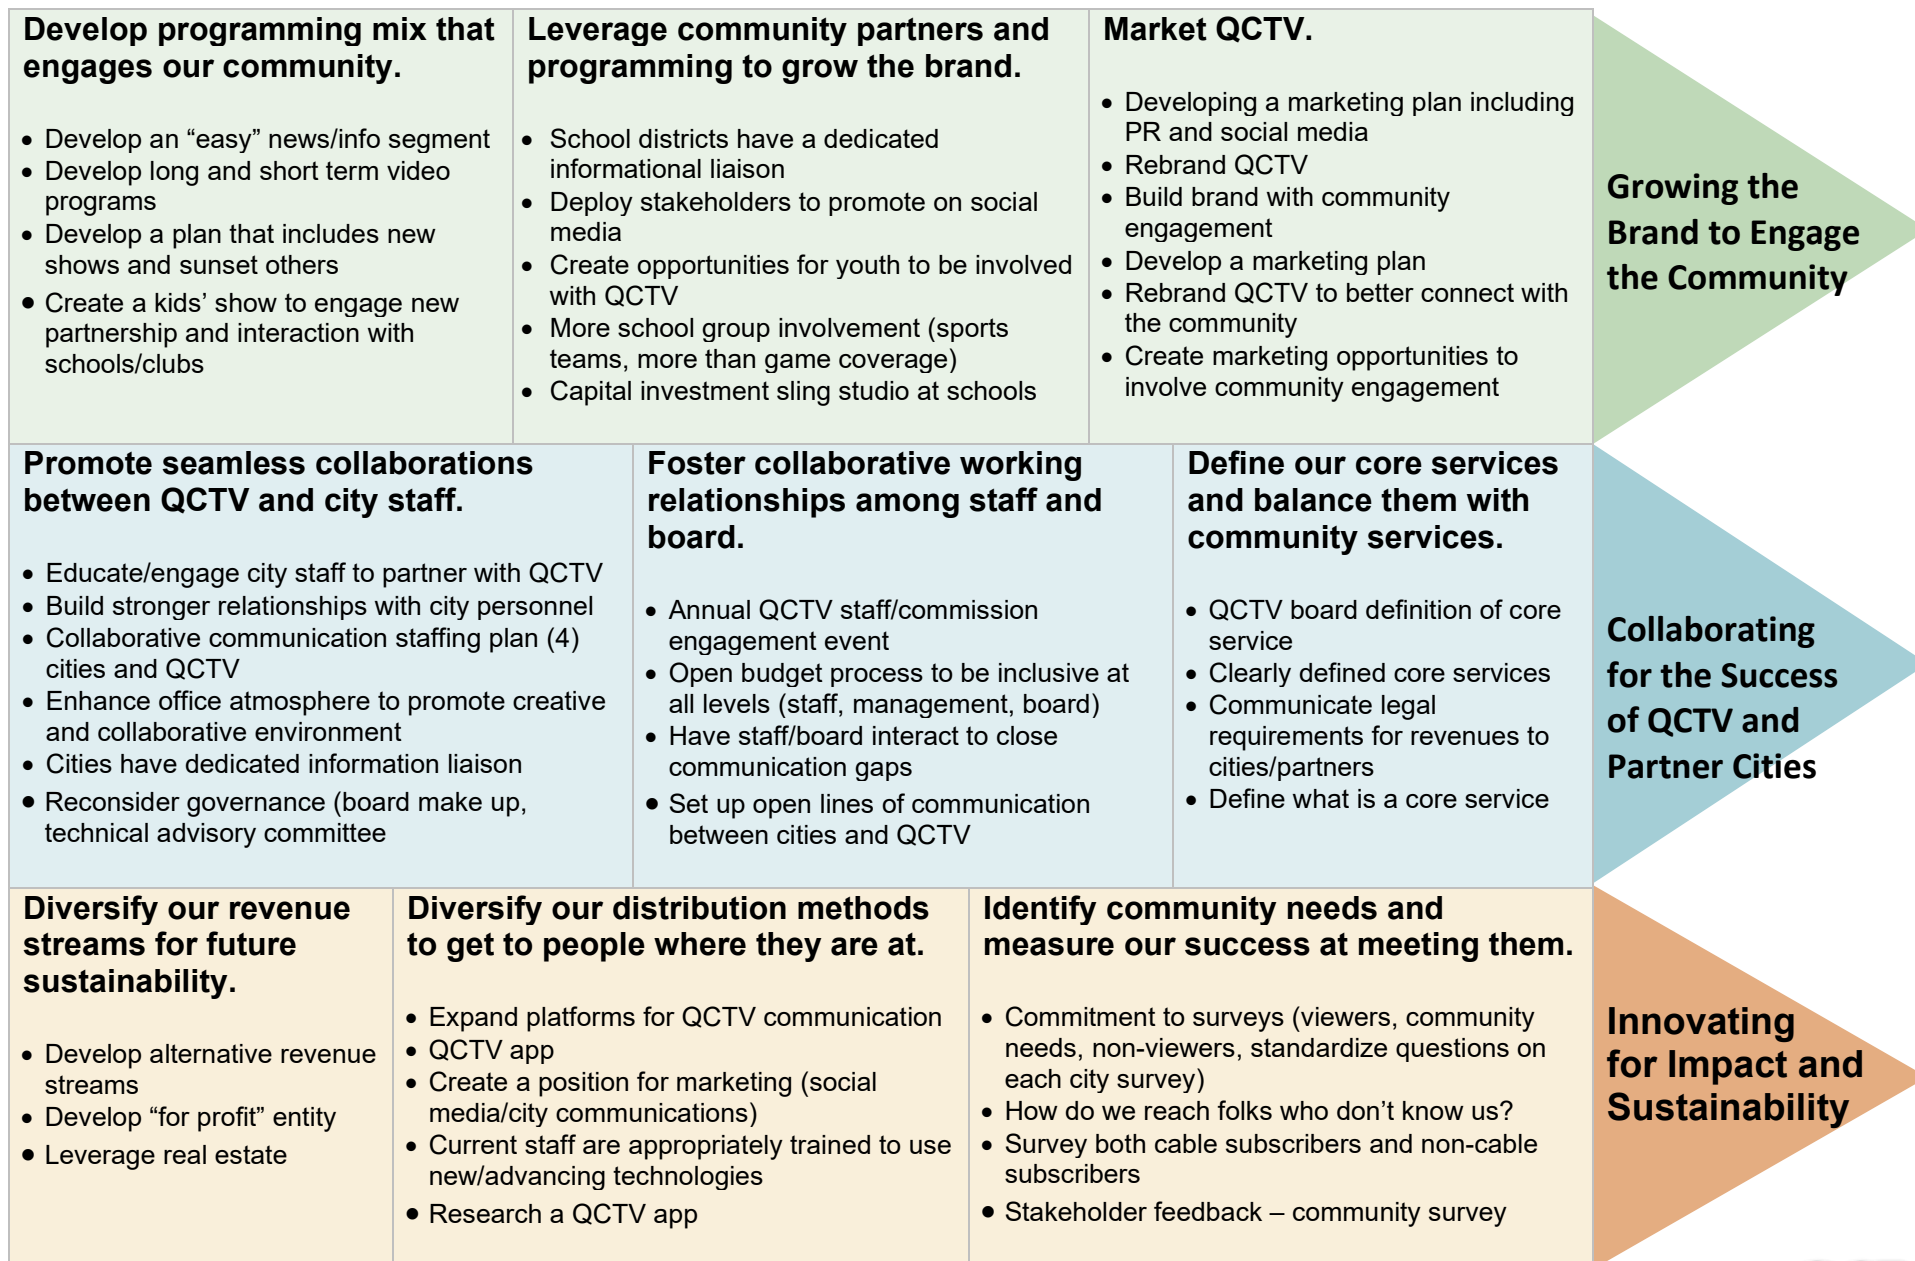 Develop programming mix that
engages our community.
• Develop an “easy” news/info segment
• Develop long and short term video
programs
• Develop a plan that includes new
shows and sunset others
• Create a kids’ show to engage new
partnership and interaction with
schools/clubs
Leverage community partners and
programming to grow the brand.
• School districts have a dedicated
informational liaison
• Deploy stakeholders to promote on social
media
• Create opportunities for youth to be involved
with QCTV
• More school group involvement (sports
teams, more than game coverage)
• Capital investment sling studio at schools
Market QCTV.
• Developing a marketing plan including
PR and social media
• Rebrand QCTV
• Build brand with community
engagement
• Develop a marketing plan
• Rebrand QCTV to better connect with
the community
• Create marketing opportunities to
involve community engagement
Growing the
Brand to Engage
the Community
Promote seamless collaborations
between QCTV and city staff.
• Educate/engage city staff to partner with QCTV
• Build stronger relationships with city personnel
• Collaborative communication staffing plan (4)
cities and QCTV
• Enhance office atmosphere to promote creative
and collaborative environment
• Cities have dedicated information liaison
• Reconsider governance (board make up,
technical advisory committee
Foster collaborative working
relationships among staff and
board.
• Annual QCTV staff/commission
engagement event
• Open budget process to be inclusive at
all levels (staff, management, board)
• Have staff/board interact to close
communication gaps
• Set up open lines of communication
between cities and QCTV
Define our core services
and balance them with
community services.
• QCTV board definition of core
service
• Clearly defined core services
• Communicate legal
requirements for revenues to
cities/partners
• Define what is a core service
Collaborating
for the Success
of QCTV and
Partner Cities
Diversify our revenue
streams for future
sustainability.
• Develop alternative revenue
streams
• Develop “for profit” entity
• Leverage real estate
Diversify our distribution methods
to get to people where they are at.
• Expand platforms for QCTV communication
• QCTV app
• Create a position for marketing (social
media/city communications)
• Current staff are appropriately trained to use
new/advancing technologies
• Research a QCTV app
Identify community needs and
measure our success at meeting them.
• Commitment to surveys (viewers, community
needs, non-viewers, standardize questions on
each city survey)
• How do we reach folks who don’t know us?
• Survey both cable subscribers and non-cable
subscribers
• Stakeholder feedback – community survey
Innovating
for Impact and
Sustainability